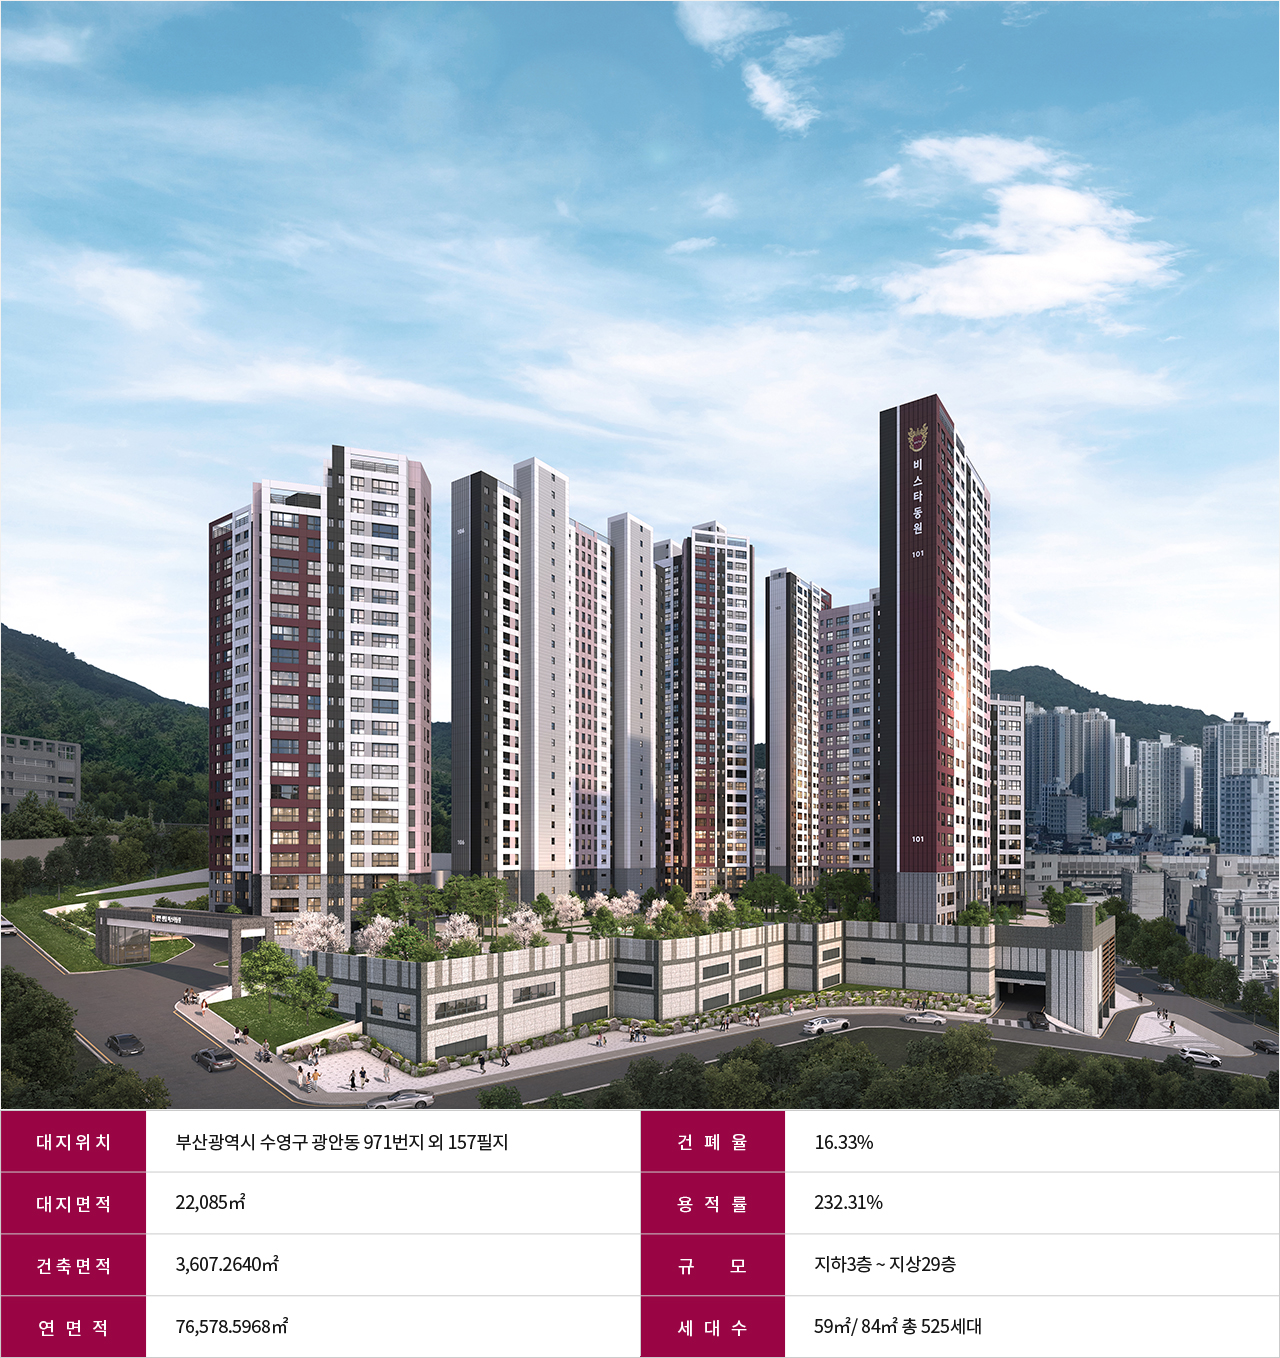 비스타동원
101
104
101
106
대지위치 부산광역시 수영구 광안동 971번지 외 157필지
건 폐 율 16.33%
대지면적 22,085㎡
용 적 률 232.31%
건축면적 3,607.2640㎡
규 모 지하3층 ~ 지상29층
연 면 적 76,578.5968㎡
세 대 수 59㎡/ 84㎡ 총 525세대